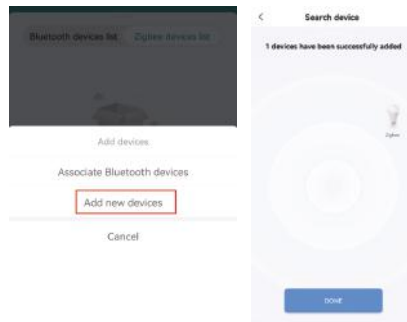 Bluetooth devices list Zigbee devices list
Add devices
Associate Bluetooth devices
Add new devices
Cancel
Search device
1 devices have been successfully added
Zigbee
DONE